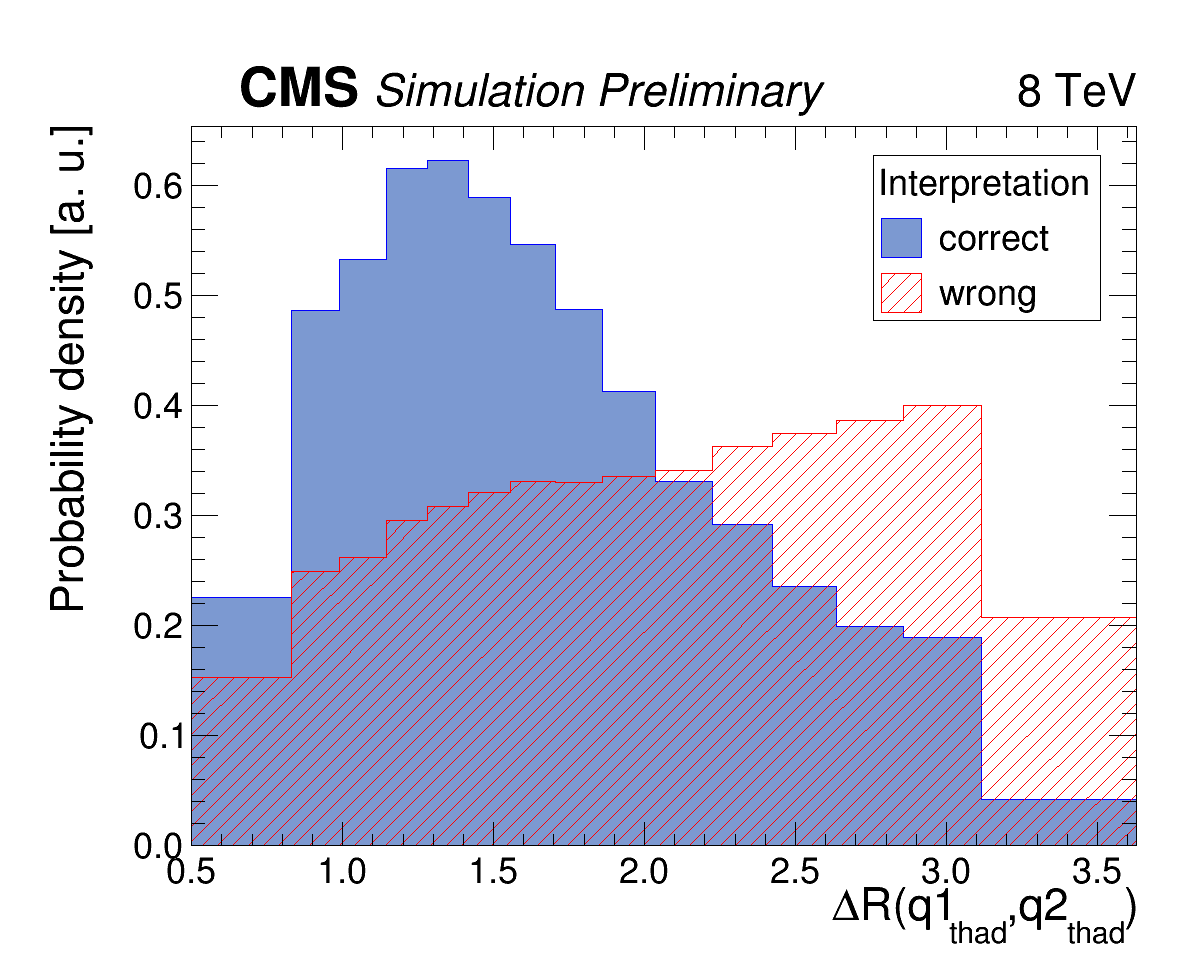 CMS Simulation Preliminary 8 TeV
Probability density [a. u.]
Interpretation
correct
wrong
0.6
0.5
0.4
0.3
0.2
0.1
0.0
0.5 1.0 1.5 2.0 2.5 3.0 3.5
ΔR(q1thad,q2thad)